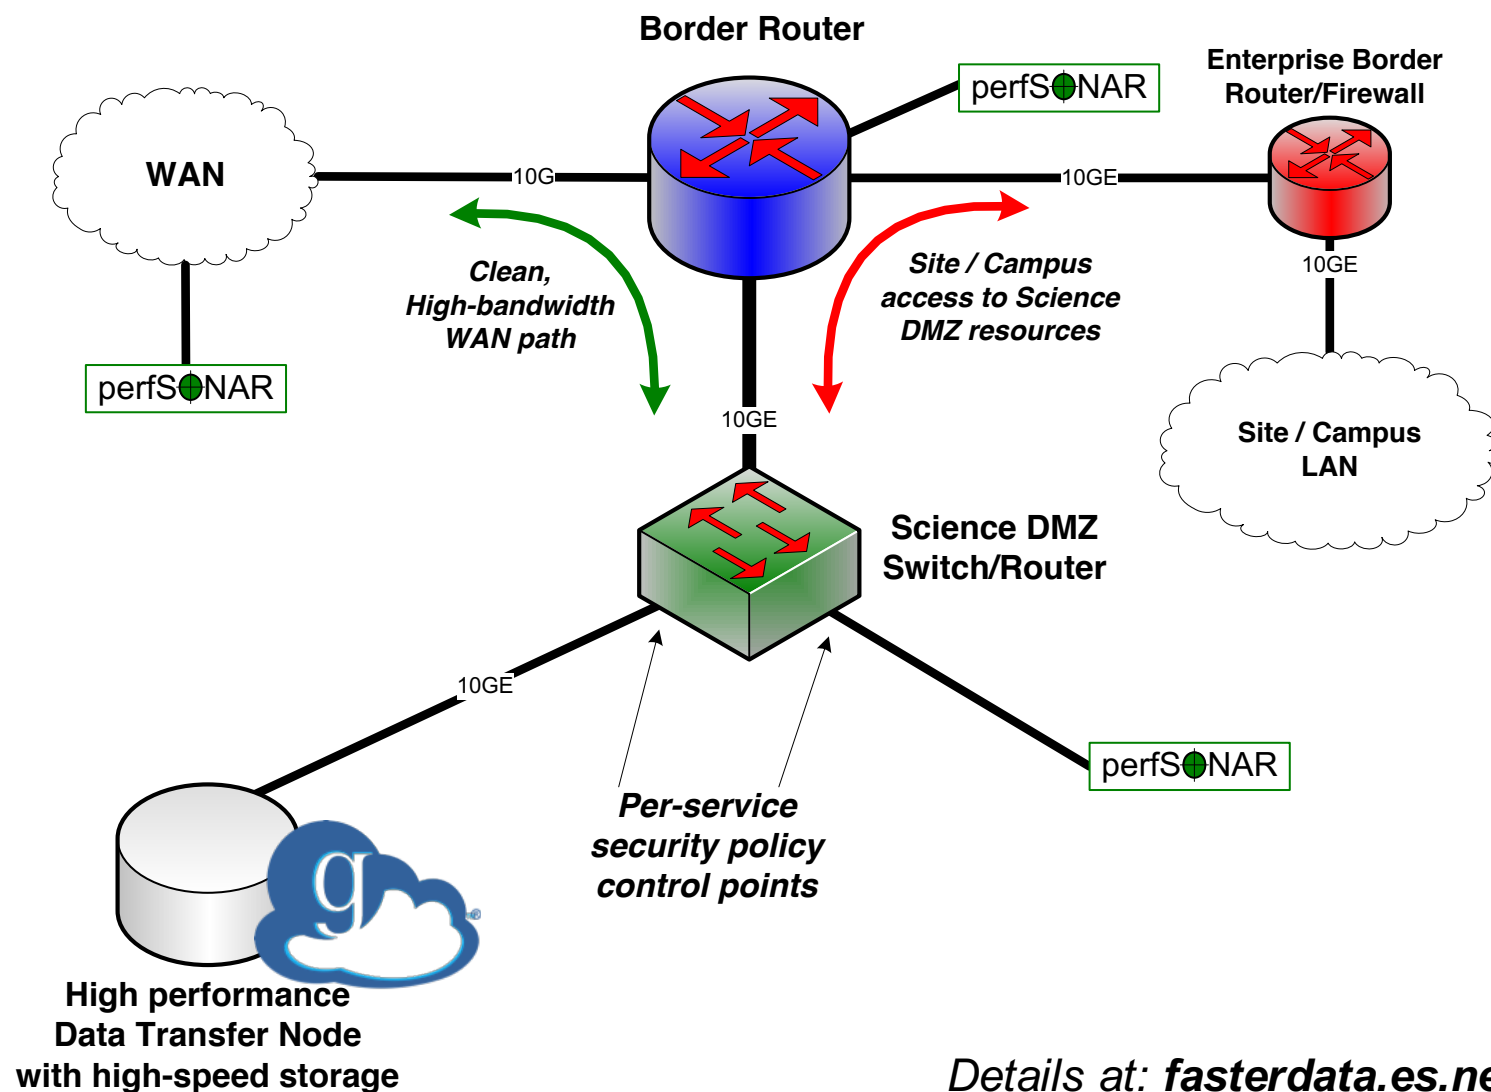 Border Router
perfSONAR
Enterprise Border
Router/Firewall
WAN
10G
10GE
Clean,
High-bandwidth
WAN path
Site / Campus
access to Science
DMZ resources
10GE
perfSONAR
10GE
Site / Campus
LAN
Science DMZ
Switch/Router
10GE
perfSONAR
Per-service
security policy
control points
g
®
High performance
Data Transfer Node
with high-speed storage
Details at: fasterdata.es.ne